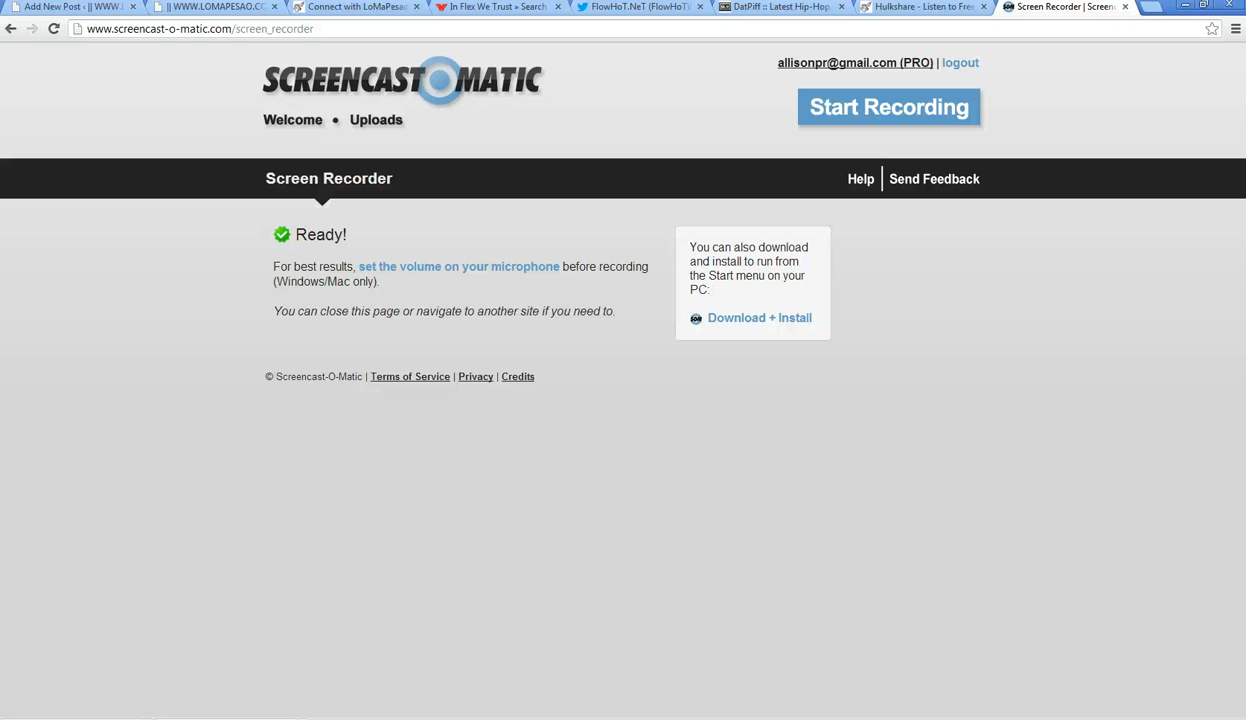 Add New Post ‹ || WWW.L
|| WWW.LOMAPESAO.CO
Connect with LoMaPesao
In Flex We Trust » Search
FlowHoT.NeT (FlowHoT)
DatPiff :: Latest Hip-Hop
Hulkshare - Listen to Free
Screen Recorder | Screenc
www.screencast-o-matic.com/screen_recorder
SCREENCAST O MATIC
allisonpr@gmail.com (PRO) | logout
Start Recording
Welcome • Uploads
Screen Recorder
Help | Send Feedback
Ready!
For best results, set the volume on your microphone before recording
(Windows/Mac only).
You can close this page or navigate to another site if you need to.
You can also download
and install to run from
the Start menu on your
PC:
SOM
Download + Install
© Screencast-O-Matic | Terms of Service | Privacy | Credits